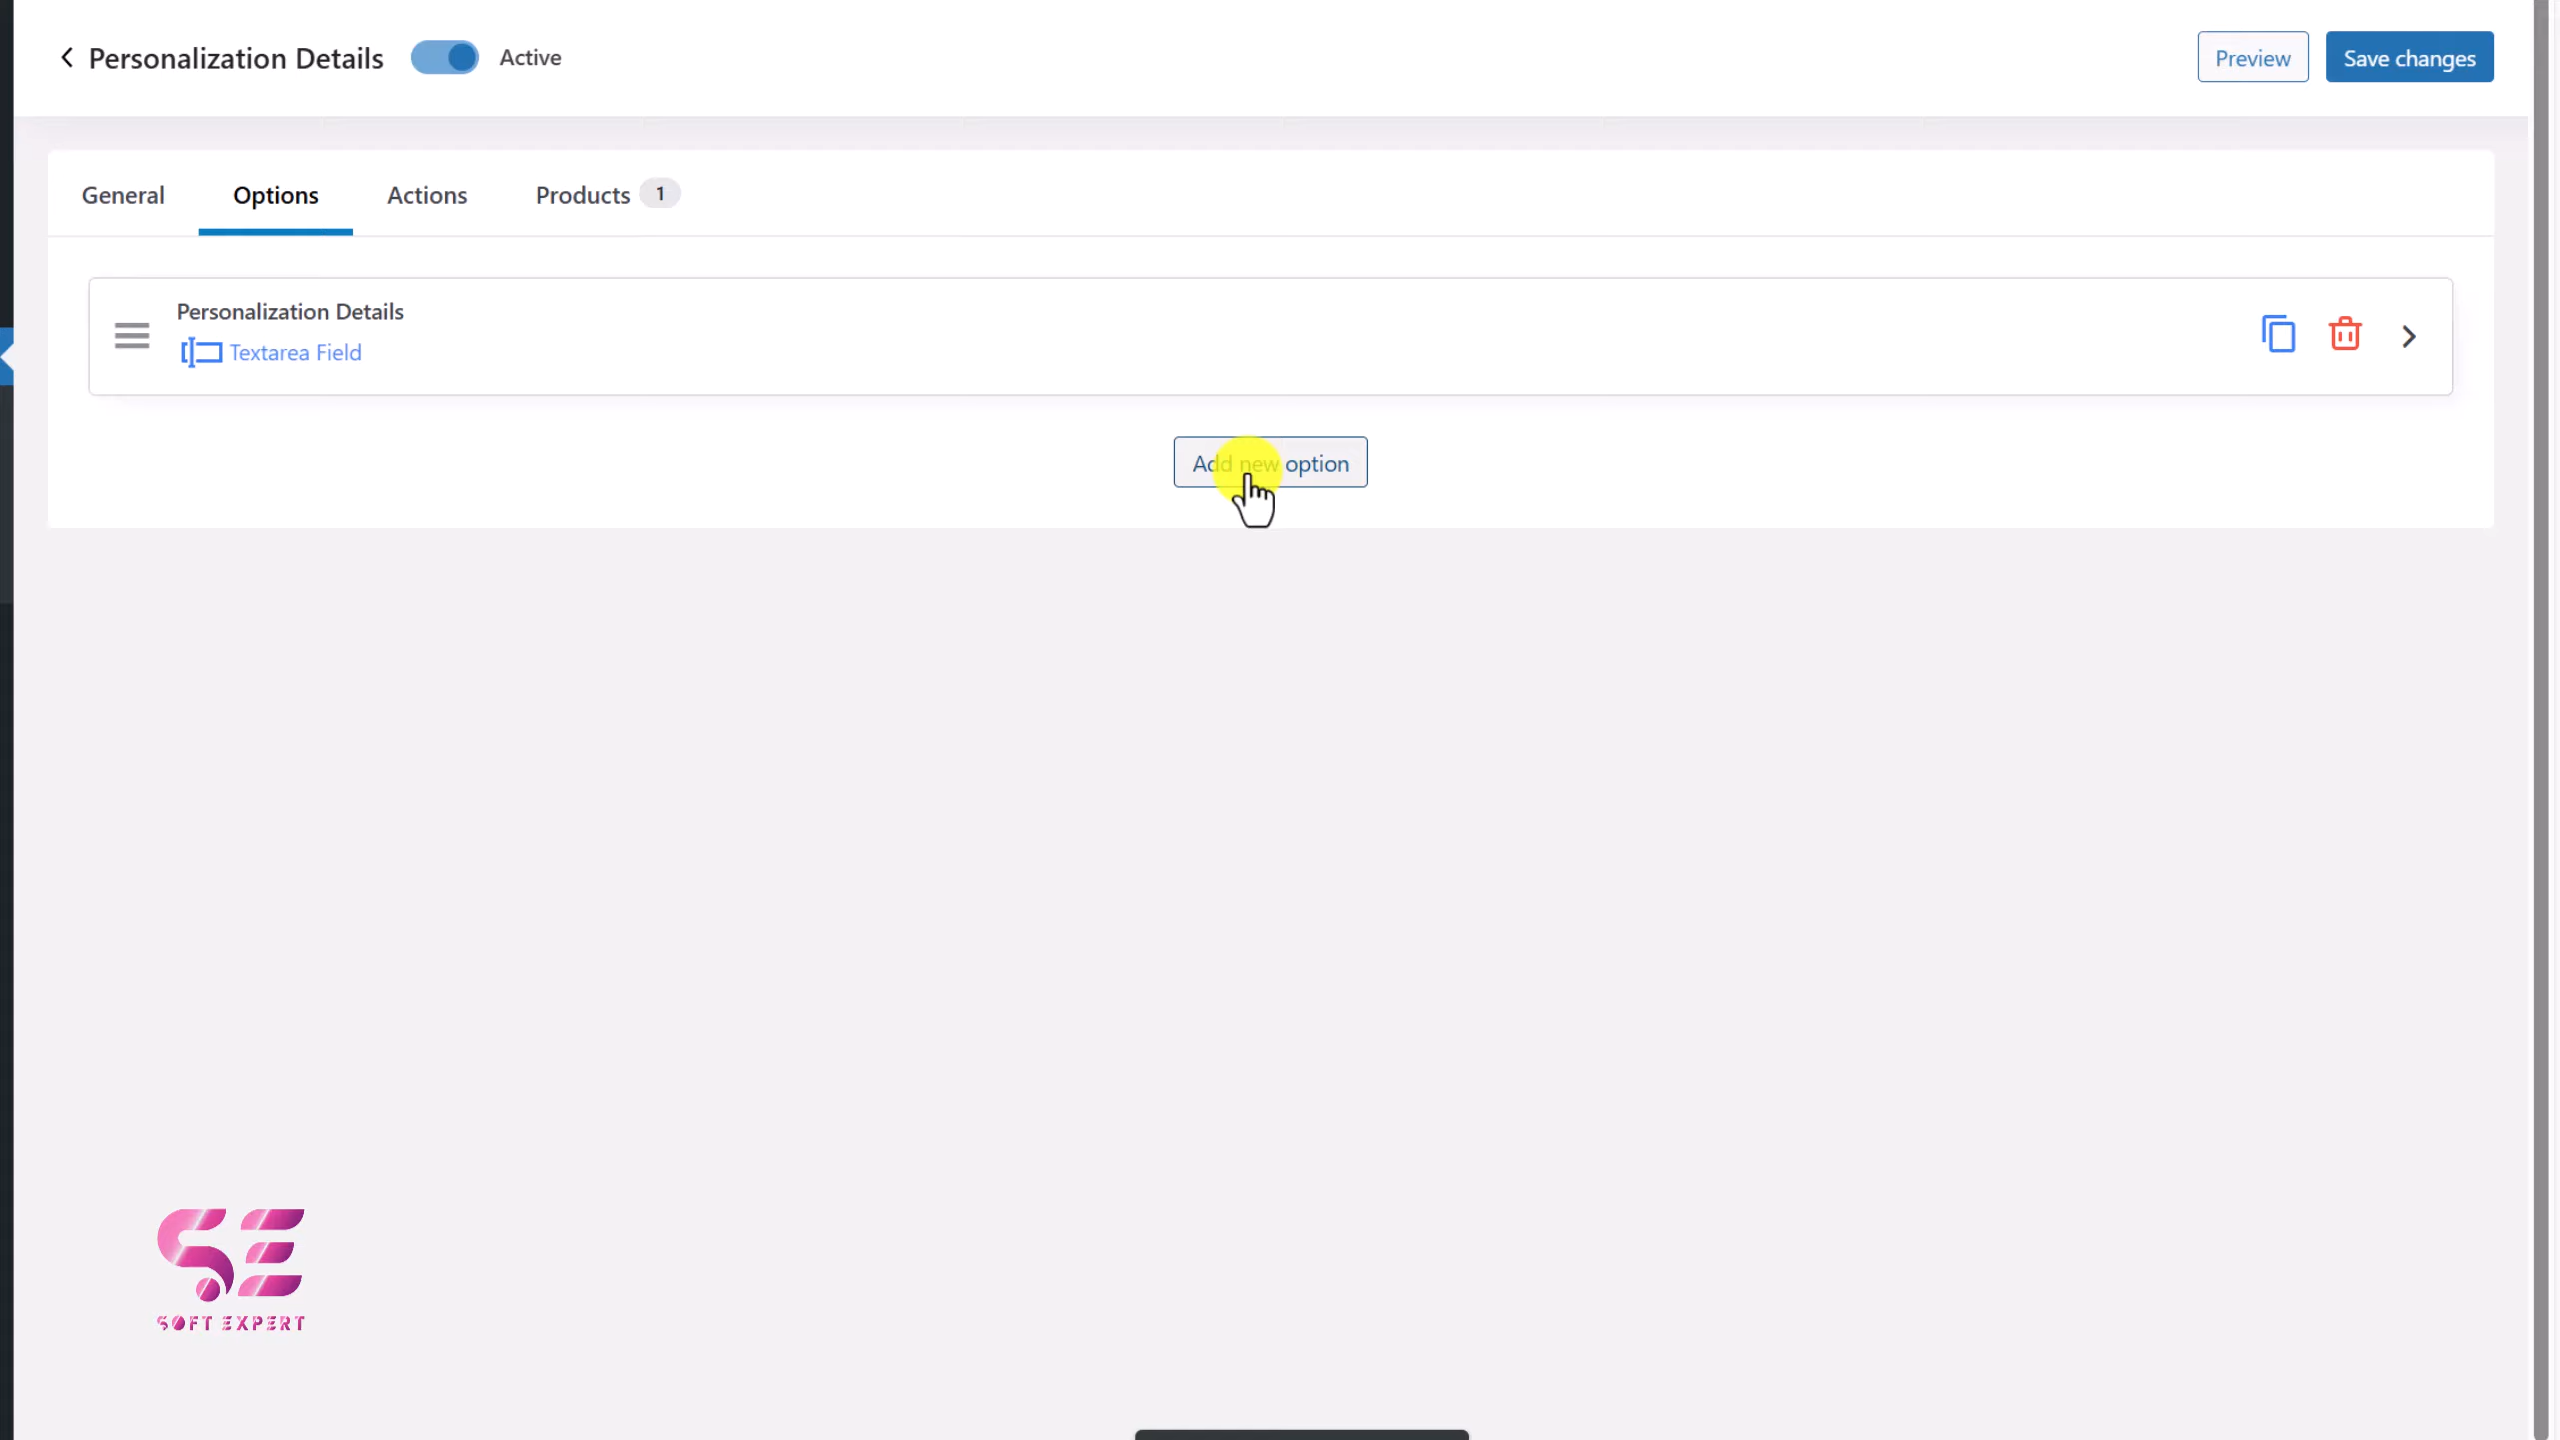 Personalization Details
Active
Preview
Save changes
General
Options
Actions
Products 1
Personalization Details
Textarea Field
Add new option
SOFT EXPERT